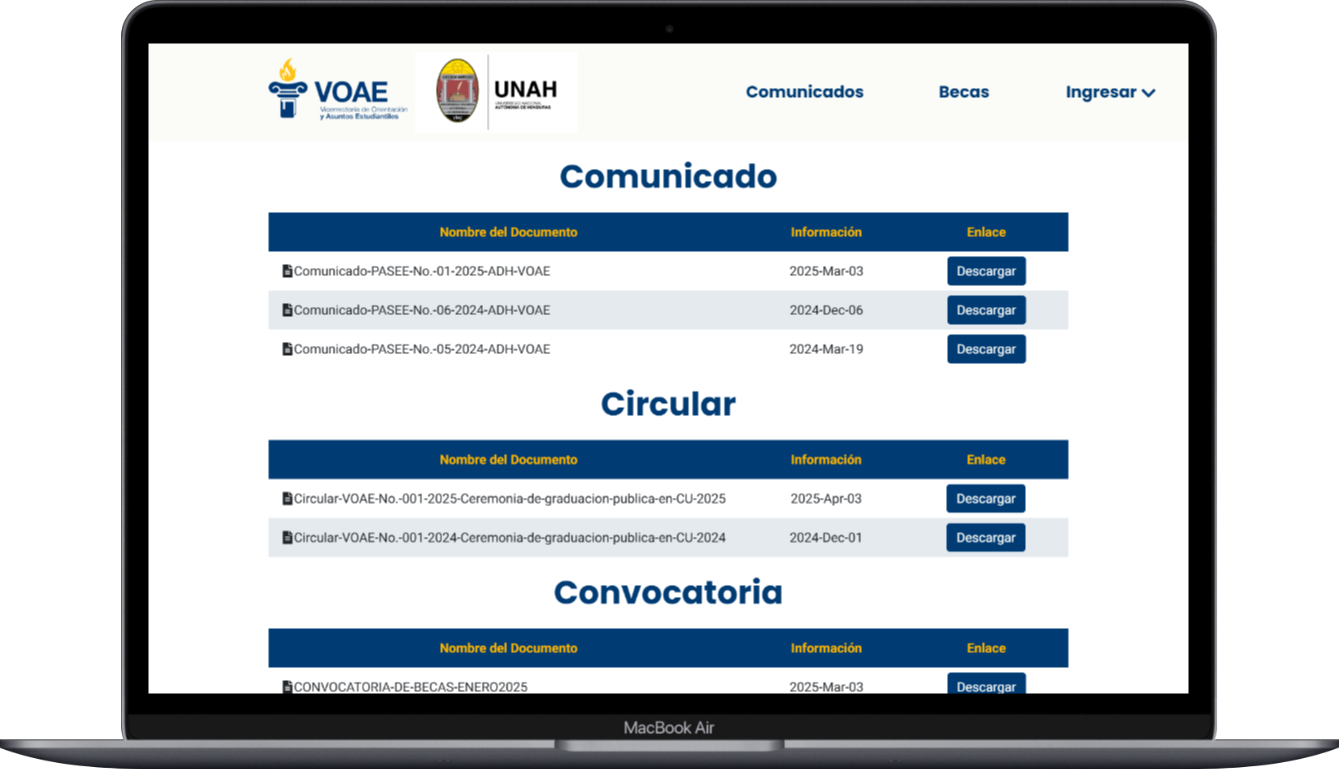 VOAE
Vicerrectoría de Orientación
y Asuntos Estudiantiles
UNAH
UNIVERSIDAD NACIONAL
AUTÓNOMA DE HONDURAS
Comunicados Becas Ingresar
Comunicado
Nombre del Documento Información Enlace
Comunicado-PASEE-No.-01-2025-ADH-VOAE 2025-Mar-03 Descargar
Comunicado-PASEE-No.-06-2024-ADH-VOAE 2024-Dec-06 Descargar
Comunicado-PASEE-No.-05-2024-ADH-VOAE 2024-Mar-19 Descargar
Circular
Nombre del Documento Información Enlace
Circular-VOAE-No.-001-2025-Ceremonia-de-graduacion-publica-en-CU-2025 2025-Apr-03 Descargar
Circular-VOAE-No.-001-2024-Ceremonia-de-graduacion-publica-en-CU-2024 2024-Dec-01 Descargar
Convocatoria
Nombre del Documento Información Enlace
CONVOCATORIA-DE-BECAS-ENERO2025 2025-Mar-03 Descargar
MacBook Air